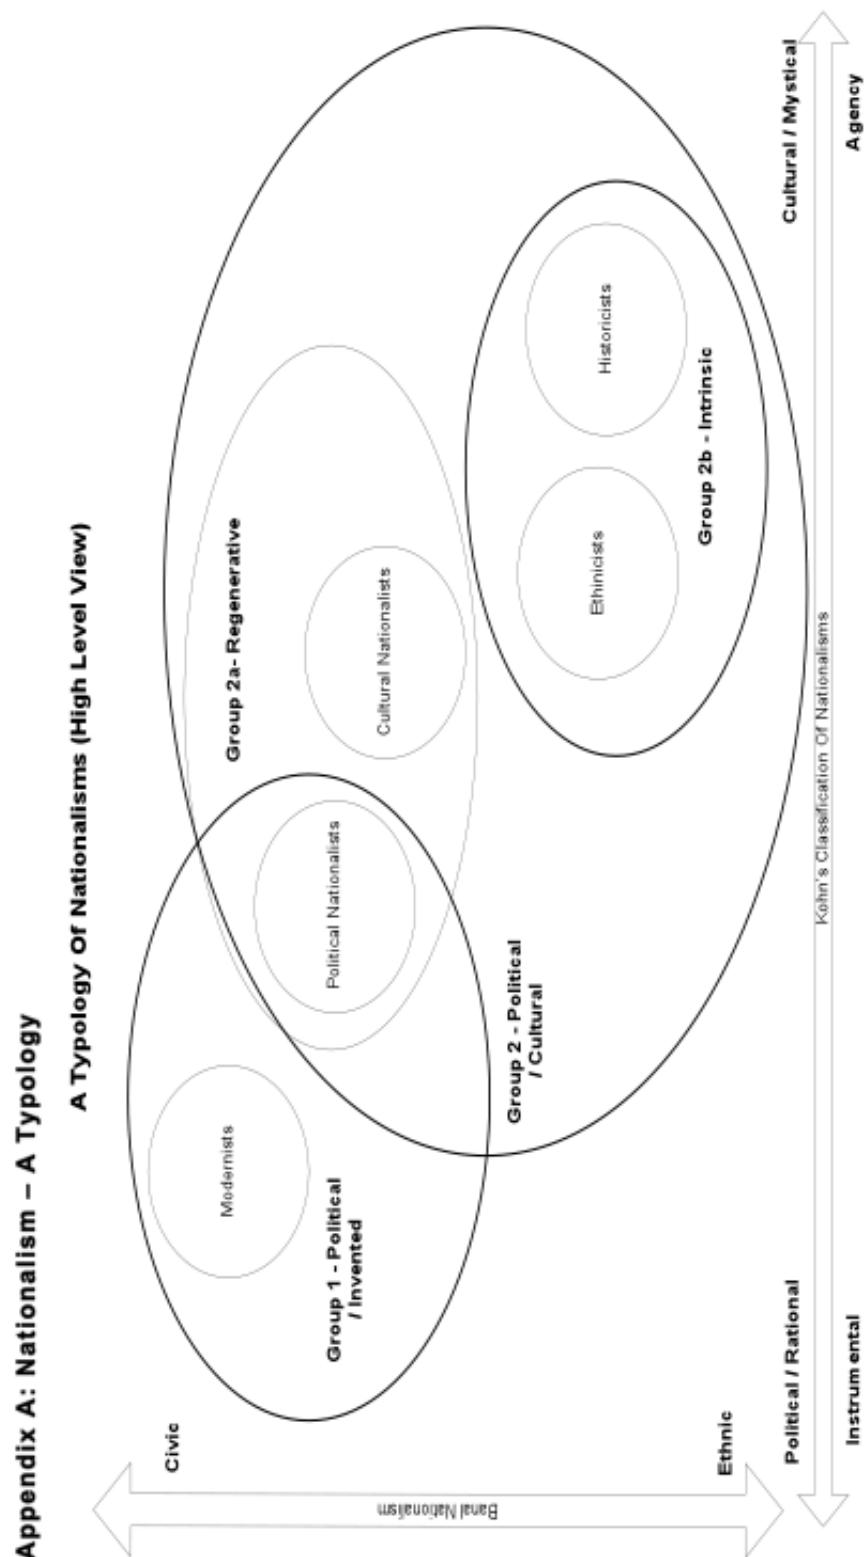 Appendix A: Nationalism – A Typology
A Typology Of Nationalisms (High Level View)
Civic
Banal Nationalism
Ethnic
Modernists
Group 1 - Political
/ Invented
Political Nationalists
Group 2a- Regenerative
Cultural Nationalists
Group 2 - Political
/ Cultural
Ethinicists
Historicists
Group 2b - Intrinsic
Political / Rational
Cultural / Mystical
Kohn's Classification Of Nationalisms
Instrumental
Agency